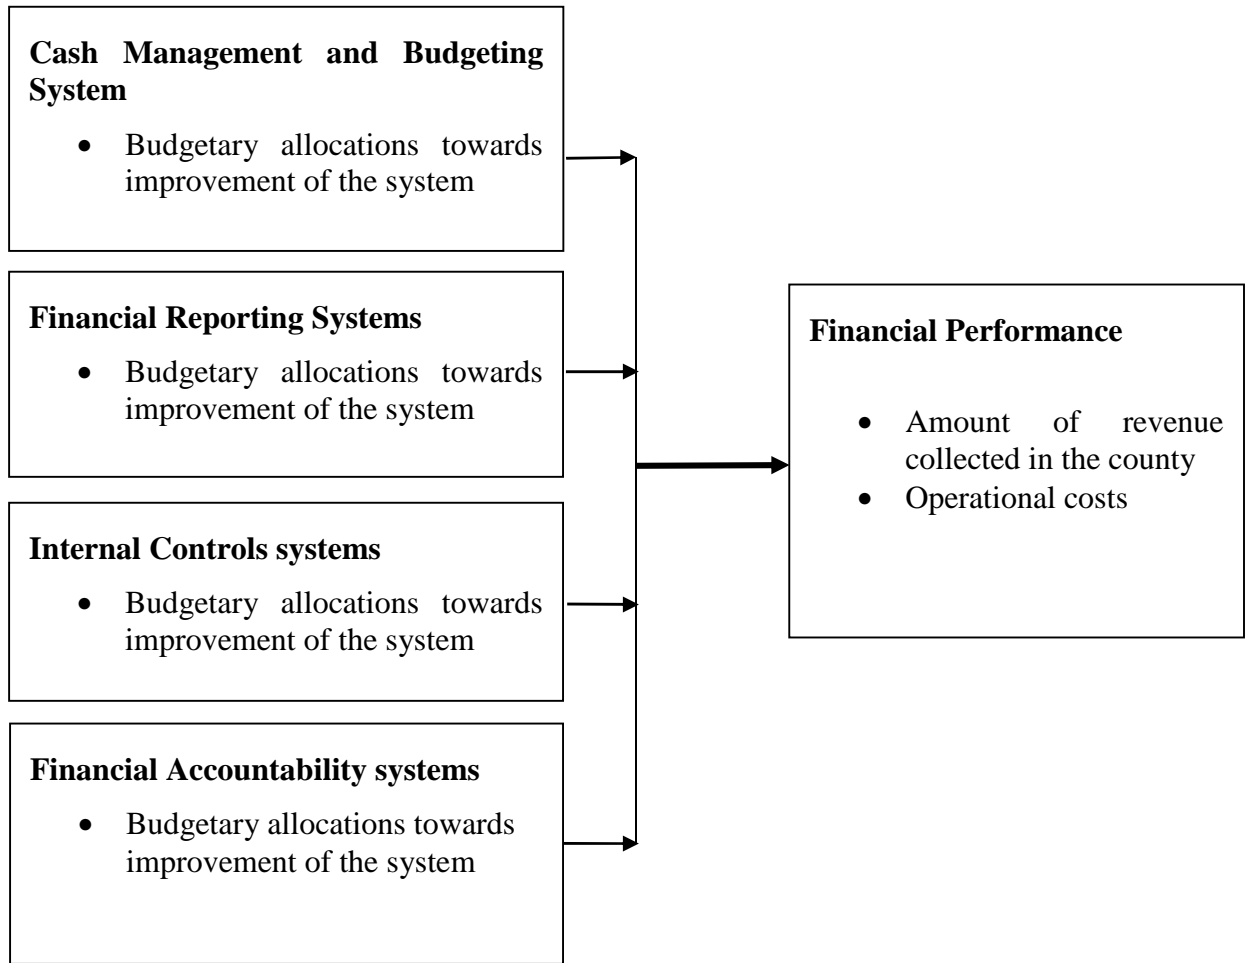 Cash Management and Budgeting
System
• Budgetary allocations towards
improvement of the system
Financial Reporting Systems
• Budgetary allocations towards
improvement of the system
Internal Controls systems
• Budgetary allocations towards
improvement of the system
Financial Accountability systems
• Budgetary allocations towards
improvement of the system
Financial Performance
• Amount of revenue
collected in the county
• Operational costs